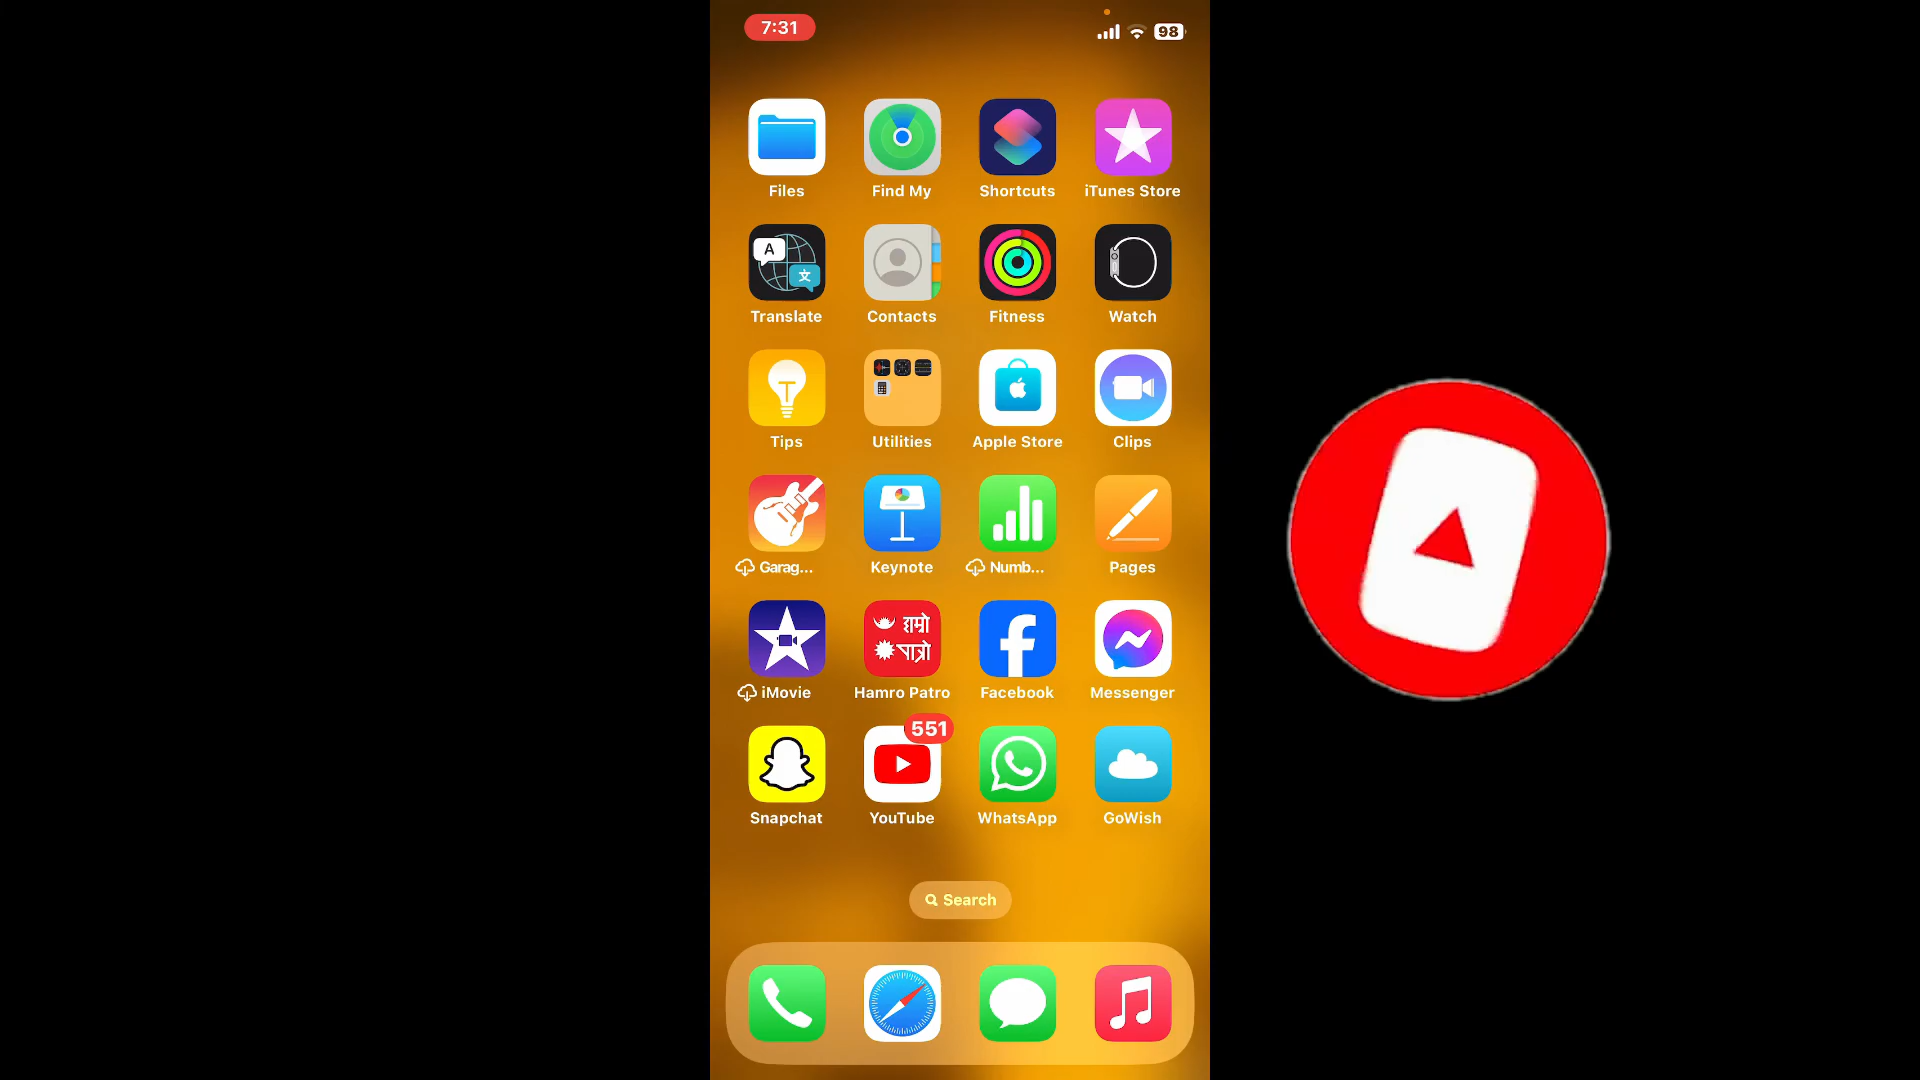 7:31
98
Files
Find My
Shortcuts
iTunes Store
A
文
Translate
Contacts
Fitness
Watch
Tips
Utilities
Apple Store
Clips
Garag...
Keynote
Numb...
Pages
हाम्रो
पात्रो
iMovie
Hamro Patro
Facebook
Messenger
551
Snapchat
YouTube
WhatsApp
GoWish
Search